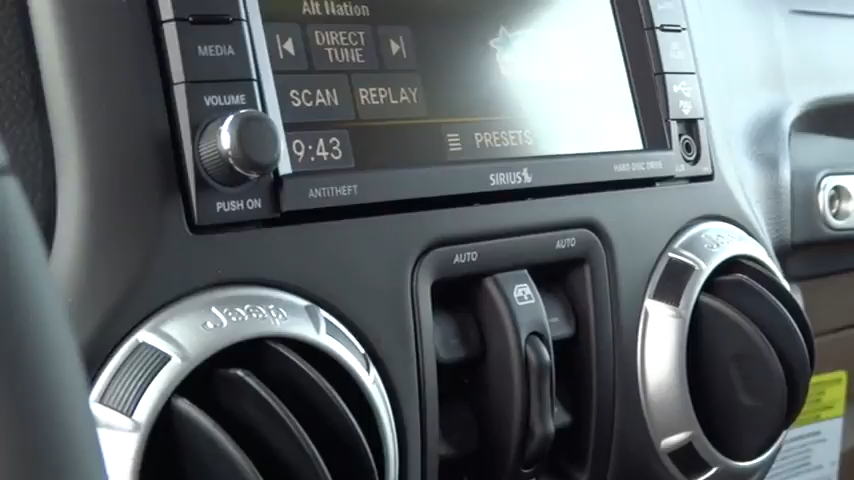 Alt Nation
MEDIA
DIRECT
TUNE
SCAN
REPLAY
VOLUME
9:43
PRESETS
ANTITHEFT
SIRIUS
HARD DISC DRIVE
PUSH ON
AUTO
AUTO
Jeep
Jeep